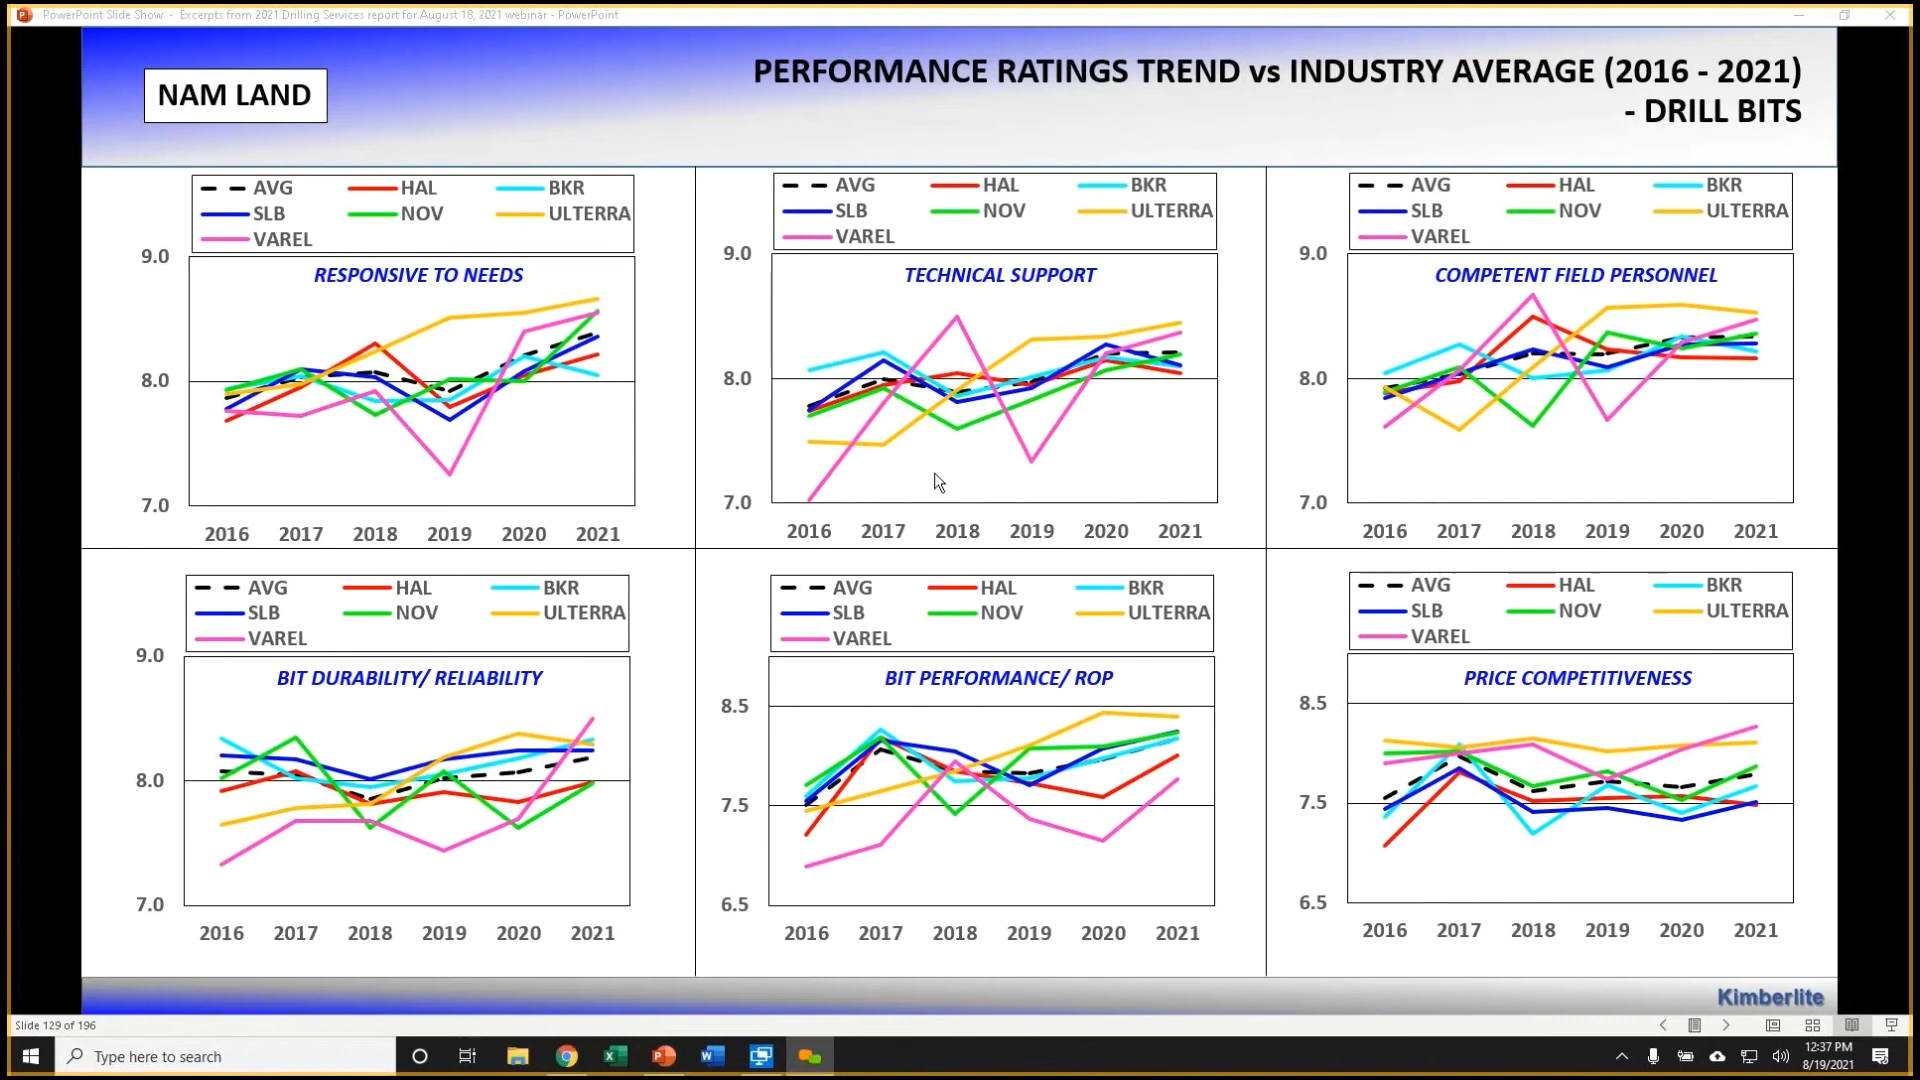 PowerPoint Slide Show - Excerpts from 2021 Drilling Services report for August 18, 2021 webinar - PowerPoint
NAM LAND
PERFORMANCE RATINGS TREND vs INDUSTRY AVERAGE (2016 - 2021)
- DRILL BITS
AVG HAL BKR
SLB NOV ULTERRA
VAREL
9.0
RESPONSIVE TO NEEDS
8.0
7.0
2016 2017 2018 2019 2020 2021
AVG HAL BKR
SLB NOV ULTERRA
VAREL
9.0
TECHNICAL SUPPORT
8.0
7.0
2016 2017 2018 2019 2020 2021
AVG HAL BKR
SLB NOV ULTERRA
VAREL
9.0
COMPETENT FIELD PERSONNEL
8.0
7.0
2016 2017 2018 2019 2020 2021
AVG HAL BKR
SLB NOV ULTERRA
VAREL
9.0
BIT DURABILITY/ RELIABILITY
8.0
7.0
2016 2017 2018 2019 2020 2021
AVG HAL BKR
SLB NOV ULTERRA
VAREL
BIT PERFORMANCE/ ROP
8.5
7.5
6.5
2016 2017 2018 2019 2020 2021
AVG HAL BKR
SLB NOV ULTERRA
VAREL
PRICE COMPETITIVENESS
8.5
7.5
6.5
2016 2017 2018 2019 2020 2021
Kimberlite
Slide 129 of 196
Type here to search
12:37 PM
8/19/2021